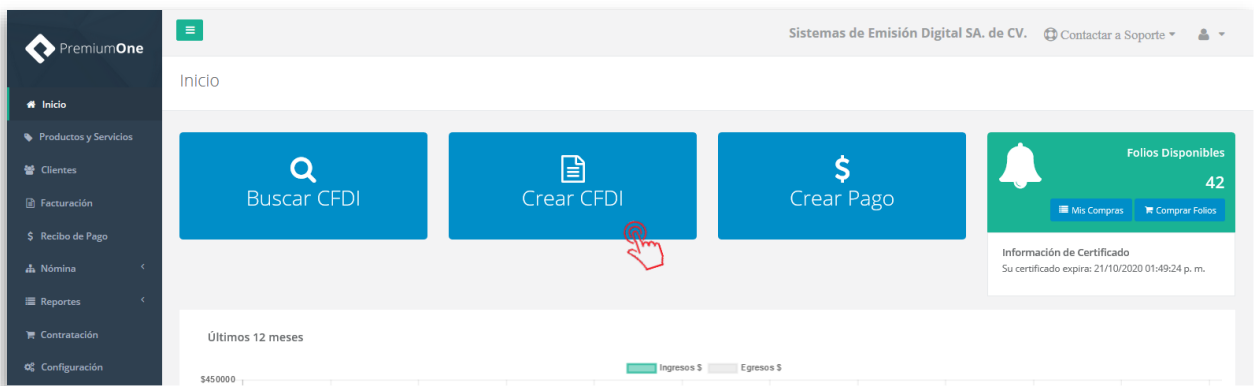 PremiumOne
Sistemas de Emisión Digital SA. de CV.
Contactar a Soporte
Inicio
Inicio
Productos y Servicios
Clientes
Facturación
$ Recibo de Pago
Nómina
Reportes
Contratación
Configuración
Buscar CFDI
Crear CFDI
$
Crear Pago
Folios Disponibles
42
Mis Compras
Comprar Folios
Información de Certificado
Su certificado expira: 21/10/2020 01:49:24 p. m.
Últimos 12 meses
Ingresos $
Egresos $
$450000